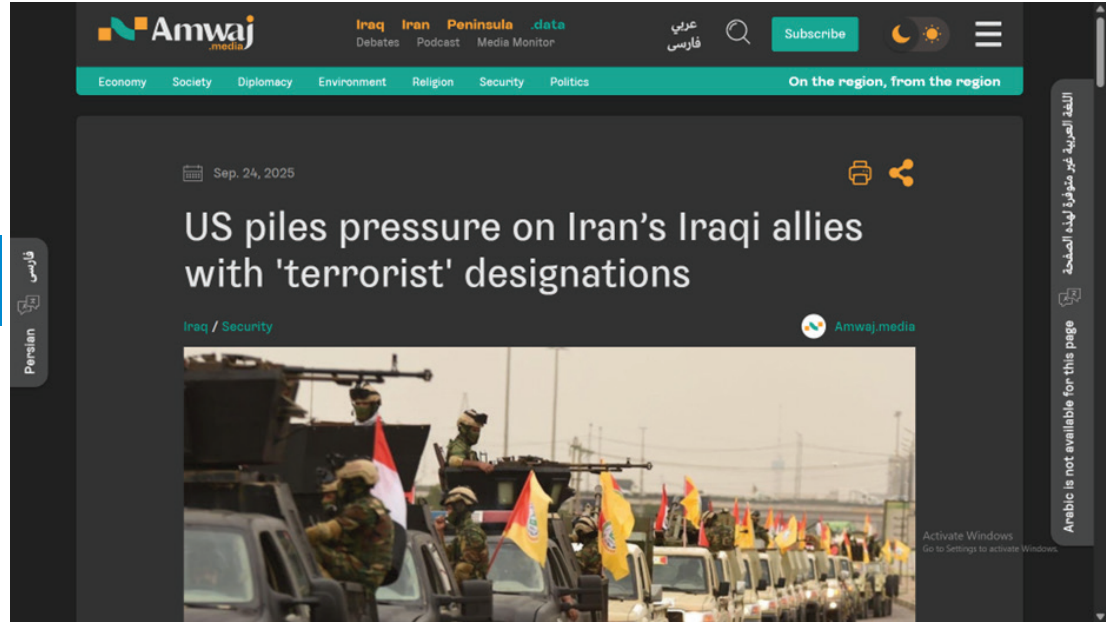 Amwaj
.media
Iraq Iran Peninsula .data
Debates Podcast Media Monitor
عربي
فارسی
Subscribe
Economy Society Diplomacy Environment Religion Security Politics
On the region, from the region
Sep. 24, 2025
US piles pressure on Iran’s Iraqi allies
with 'terrorist' designations
Iraq / Security
Amwaj.media
فارسی
Persian
اللغة العربية غير متوفرة لهذه الصفحة
Arabic is not available for this page
Activate Windows
Go to Settings to activate Windows.